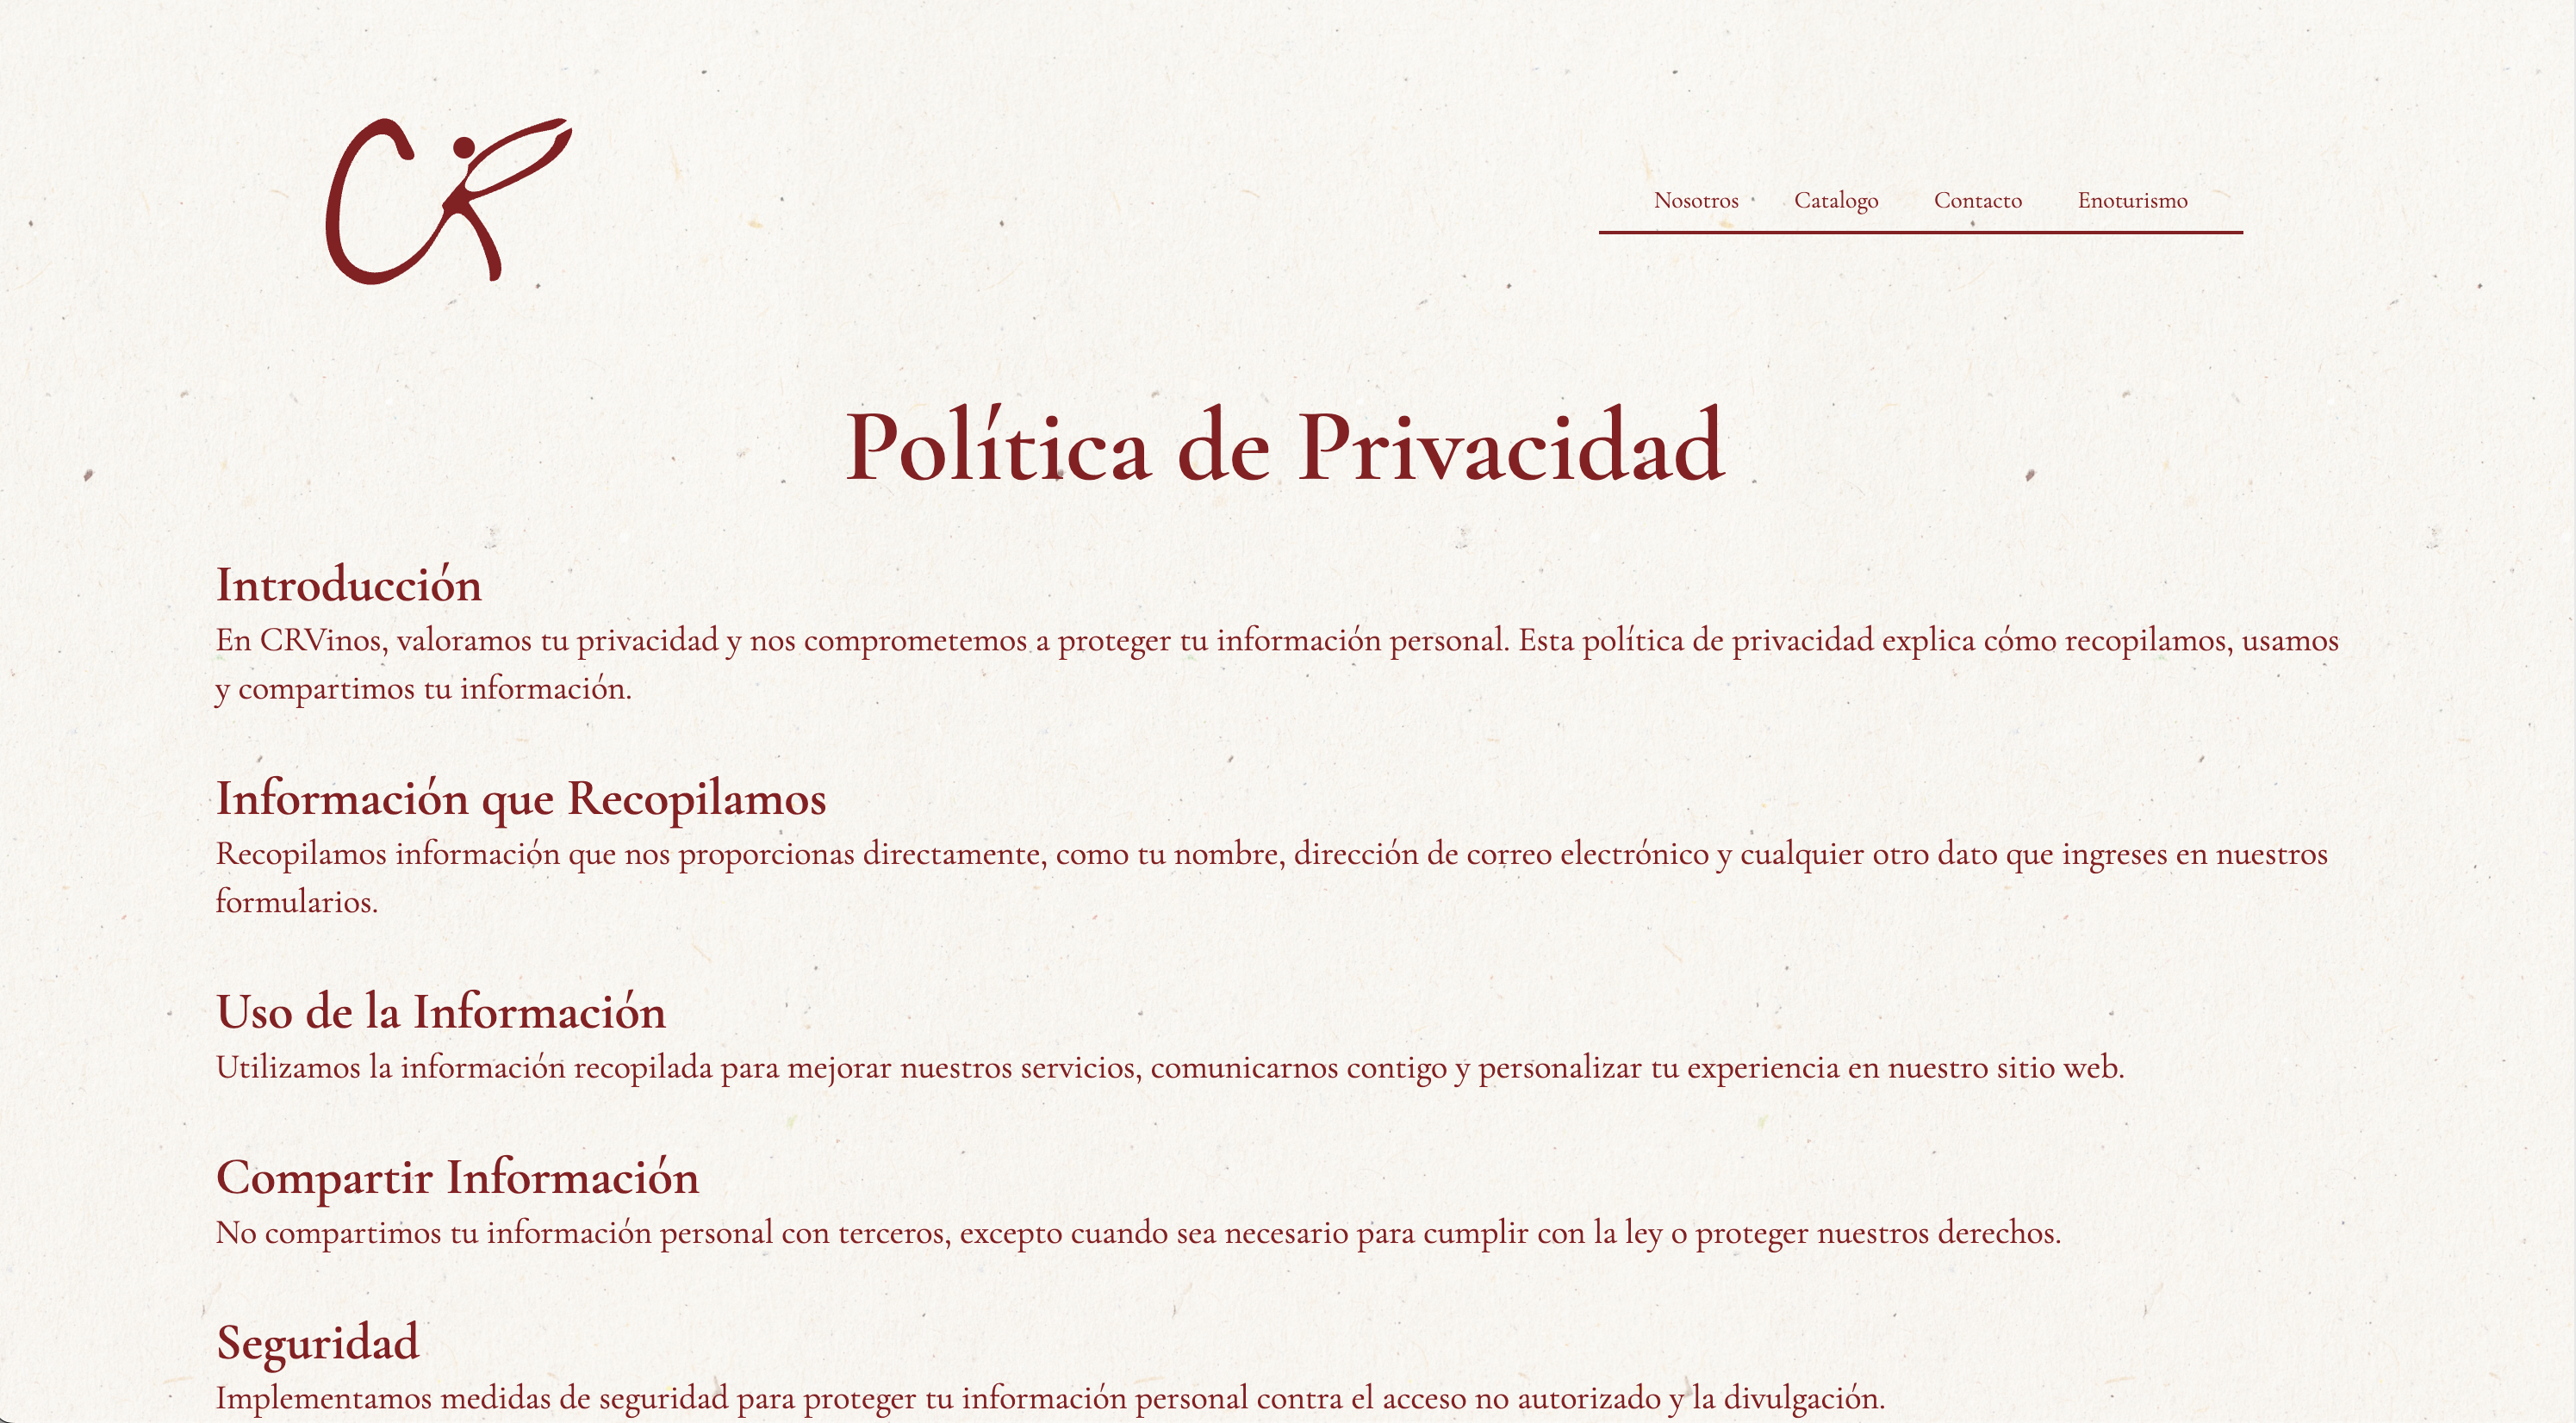 CR
Nosotros Catalogo Contacto Enoturismo
Política de Privacidad
Introducción
En CRVinos, valoramos tu privacidad y nos comprometemos a proteger tu información personal. Esta política de privacidad explica cómo recopilamos, usamos
y compartimos tu información.
Información que Recopilamos
Recopilamos información que nos proporcionas directamente, como tu nombre, dirección de correo electrónico y cualquier otro dato que ingreses en nuestros
formularios.
Uso de la Información
Utilizamos la información recopilada para mejorar nuestros servicios, comunicarnos contigo y personalizar tu experiencia en nuestro sitio web.
Compartir Información
No compartimos tu información personal con terceros, excepto cuando sea necesario para cumplir con la ley o proteger nuestros derechos.
Seguridad
Implementamos medidas de seguridad para proteger tu información personal contra el acceso no autorizado y la divulgación.